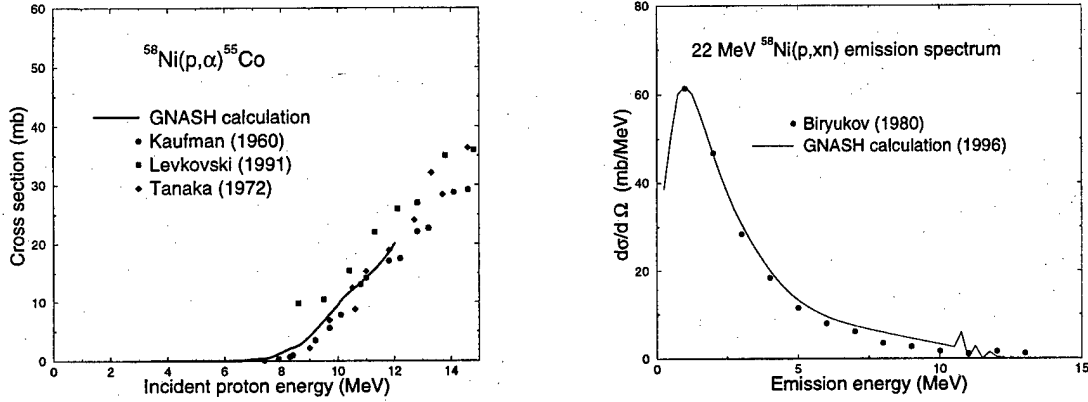 60
50
40
30
20
10
0
Cross section (mb)
⁵⁸Ni(p,α)⁵⁵Co
GNASH calculation
Kaufman (1960)
Levkovski (1991)
Tanaka (1972)
0 2 4 6 8 10 12 14
Incident proton energy (MeV)
80
60
40
20
0
dσ/dΩ (mb/MeV)
22 MeV ⁵⁸Ni(p,xn) emission spectrum
Biryukov (1980)
GNASH calculation (1996)
0 5 10 15
Emission energy (MeV)